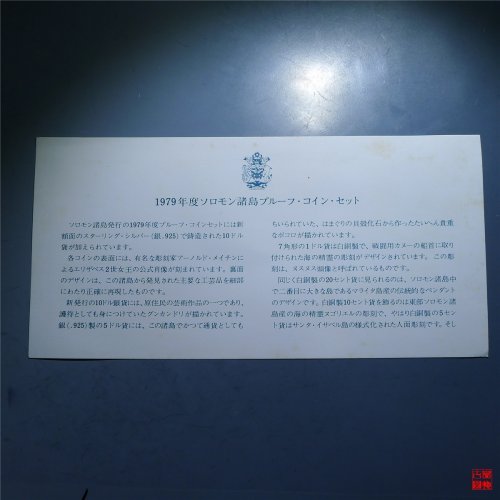 1979年度ソロモン諸島プルーフ・コイン・セット
ソロモン諸島発行の1979年度プルーフ・コインセットには新
額面のスターリング・シルバー(銀、925)で鋳造された10ドル
貨が加えられています。
各コインの表面には、有名な彫刻家アーノルド・メイチンに
よるエリザベス2世女王の公式肖像が刻まれています。裏面
のデザインは、この諸島から発見された主要な工芸品を細部
にわたり正確に再現したものです。
新発行の10ドル銀貨には、原住民の芸術作品の一つであり、
護符としても身につけていたグンカンドリが描かれています。
銀(.925)製の5ドル貨には、この諸島でかつて通貨としても
ちいられていた、はまぐりの貝殻化石から作ったたいへん貴重
なボコロが描かれています。
7角形の1ドル貨は白銅製で、戦闘用カヌーの船首に取り
付けられた海の精霊の彫刻がデザインされています。この彫
刻は、ヌズヌズ頭像と呼ばれているものです。
同じく白銅製の20セント貨に見られるのは、ソロモン諸島中
で二番目に大きな島であるマライタ島産の伝統的なペンダント
のデザインです。白銅製10セント貨を飾るのは東部ソロモン諸
島産の海の精霊ヌゴリエルの彫刻で、やはり白銅製の5セン
ト貨はサンタ・イサベル島の様式化された人面彫刻です。そし